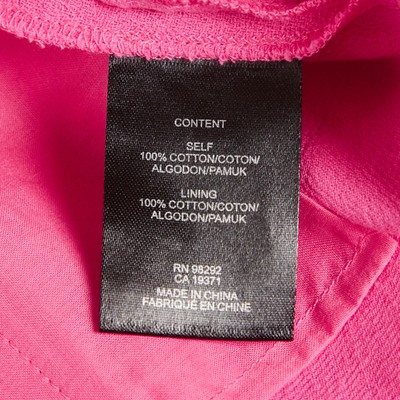 CONTENT
SELF
100% COTTON/COTON/
ALGODON/PAMUK
LINING
100% COTTON/COTON/
ALGODON/PAMUK
RN 98292
CA 19371
MADE IN CHINA
FABRIQUÉ EN CHINE